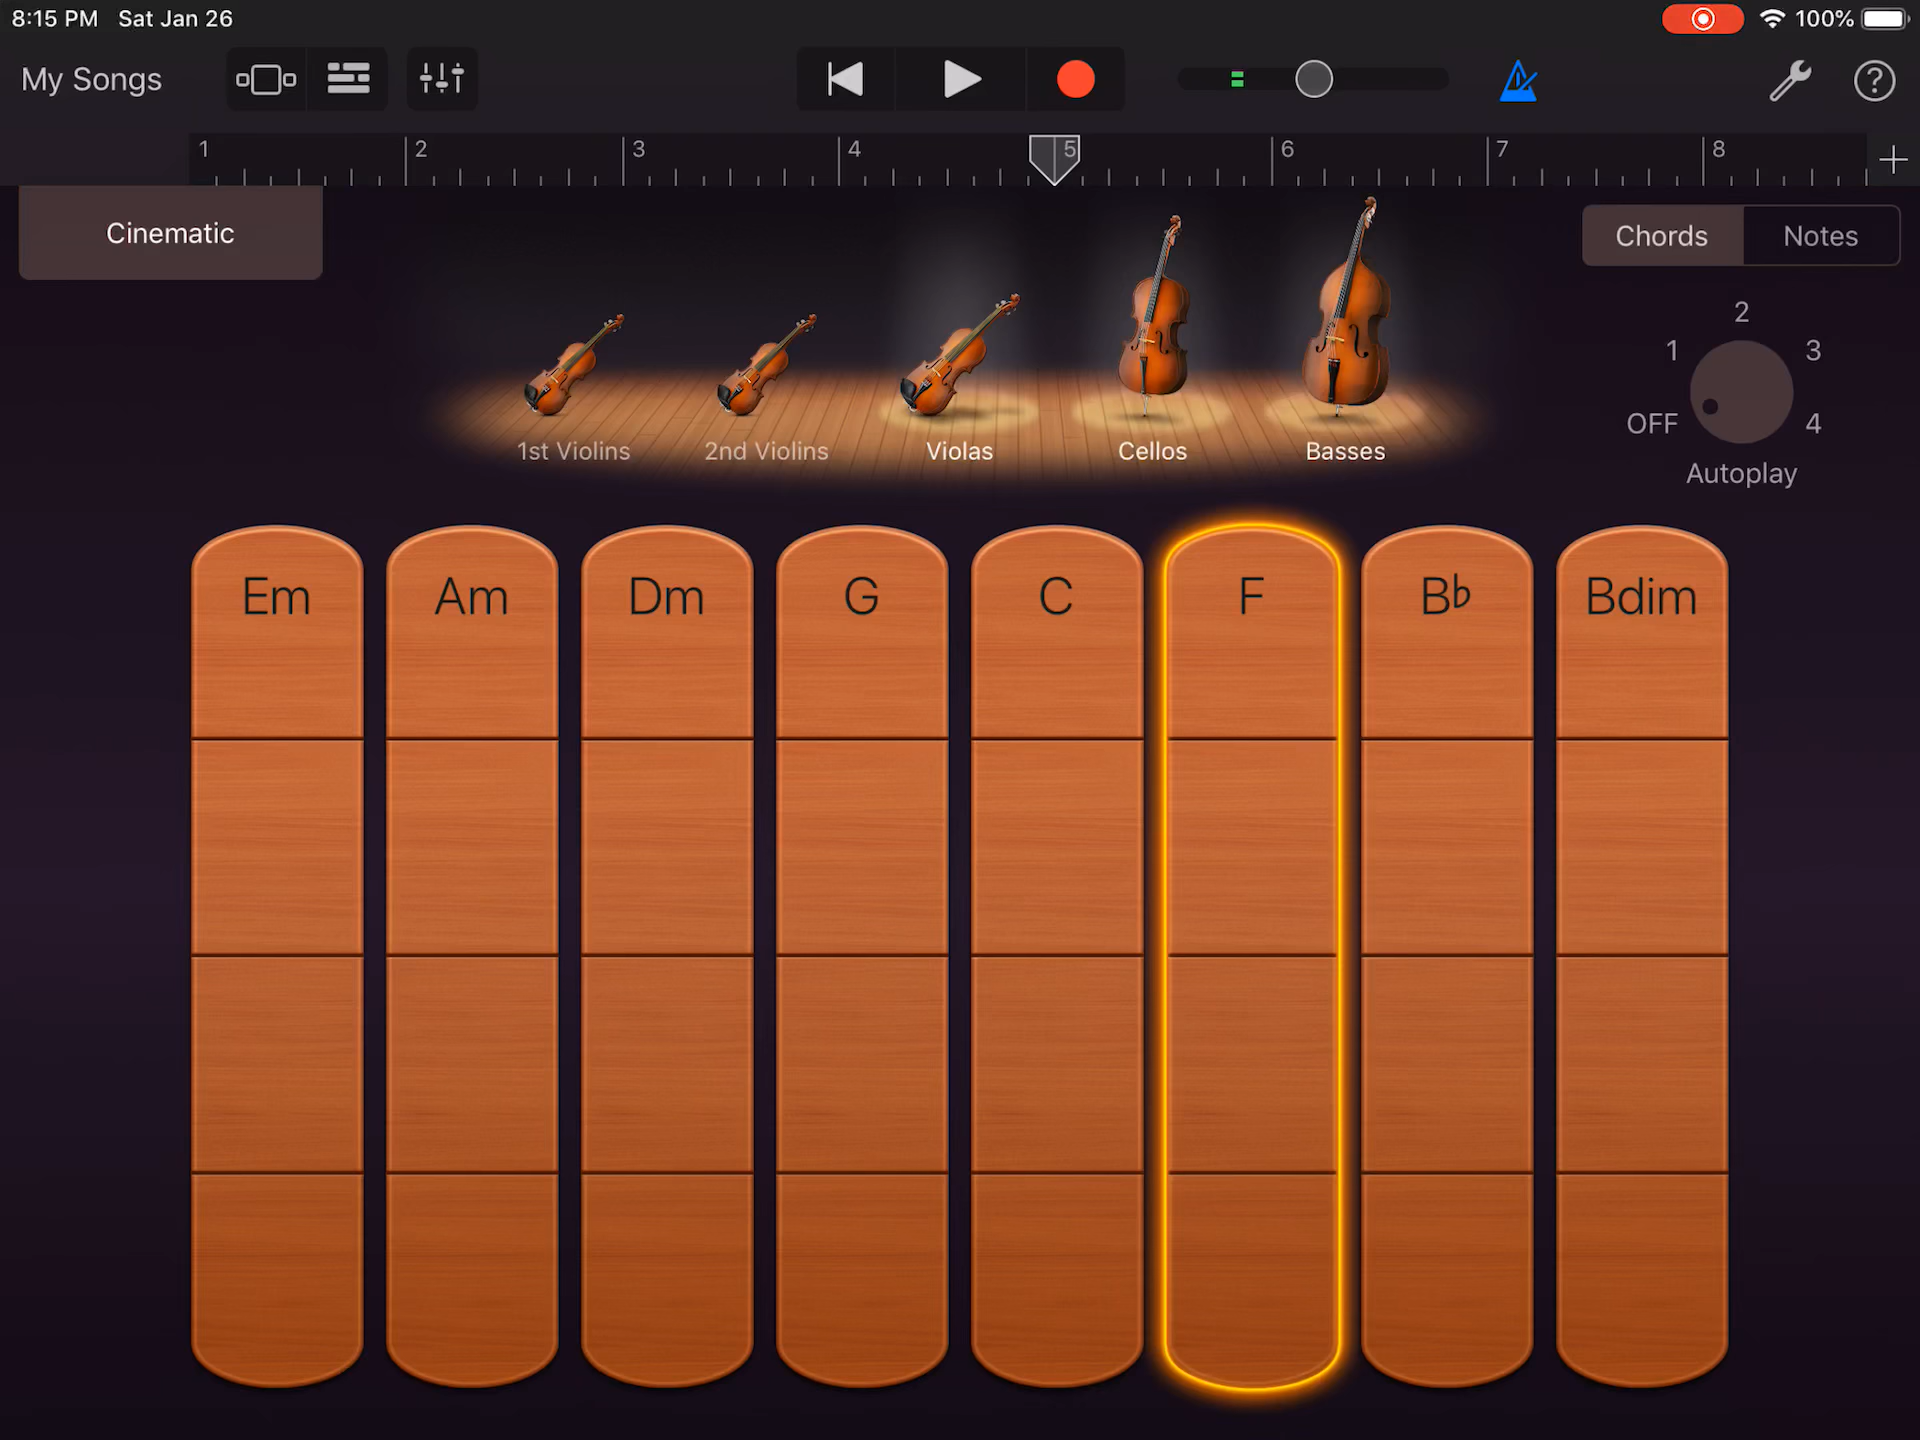 8:15 PM Sat Jan 26 100%
My Songs
1 2 3 4 5 6 7 8
Cinematic
Chords Notes
2
1 3
OFF 4
Autoplay
1st Violins 2nd Violins Violas Cellos Basses
Em Am Dm G C F B♭ Bdim